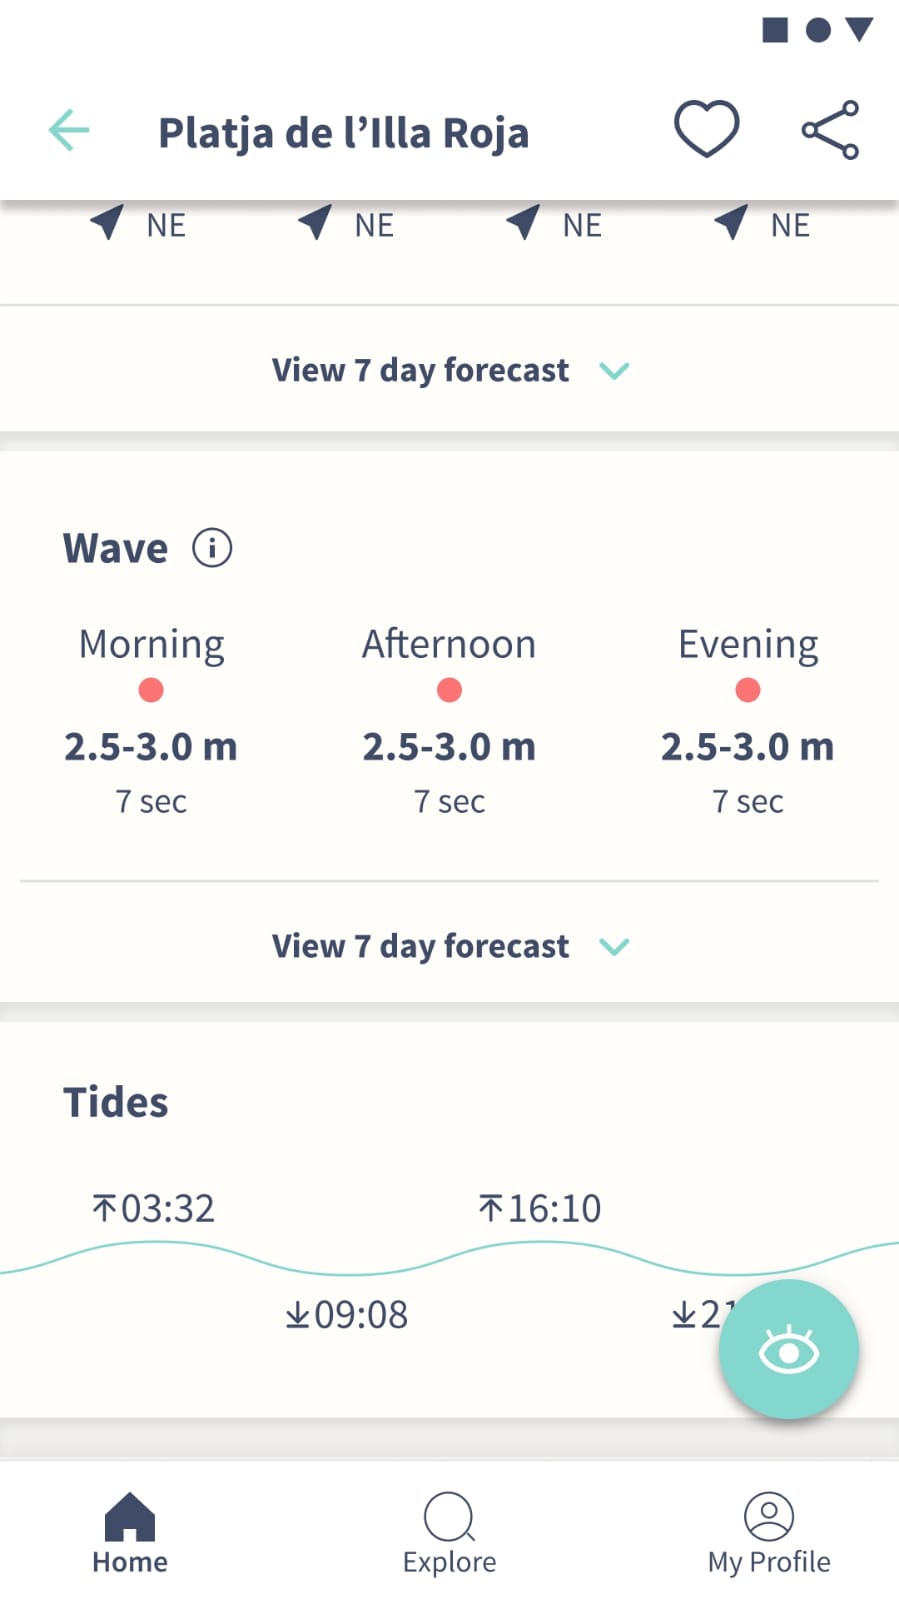 Platja de l’Illa Roja
NE NE NE NE
View 7 day forecast
Wave
Morning Afternoon Evening
2.5-3.0 m 2.5-3.0 m 2.5-3.0 m
7 sec 7 sec 7 sec
View 7 day forecast
Tides
03:32 16:10
09:08
Home Explore My Profile